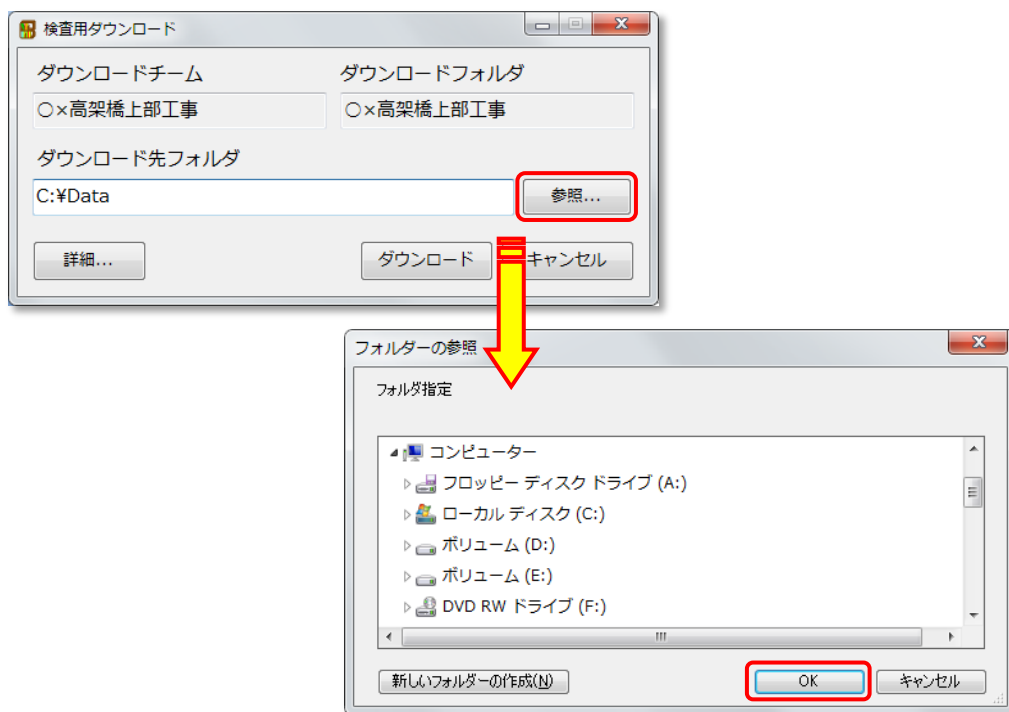 検査用ダウンロード
ダウンロードチーム ダウンロードフォルダ
○×高架橋上部工事 ○×高架橋上部工事
ダウンロード先フォルダ
C:¥Data 参照...
詳細... ダウンロード キャンセル
フォルダーの参照
フォルダ指定
コンピューター
フロッピー ディスク ドライブ (A:)
ローカル ディスク (C:)
ボリューム (D:)
ボリューム (E:)
DVD RW ドライブ (F:)
新しいフォルダーの作成(N) OK キャンセル